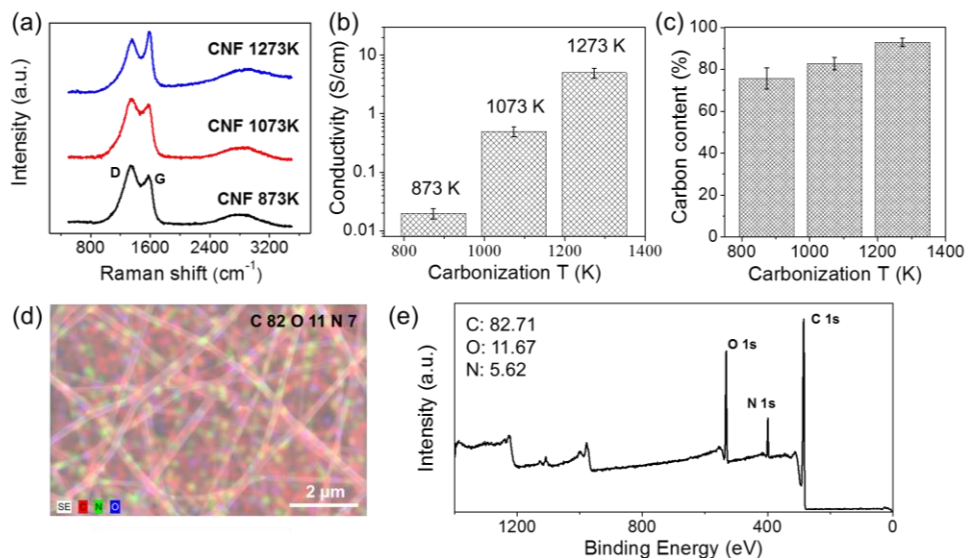 (a)
CNF 1273K
CNF 1073K
D
G
CNF 873K
Intensity (a.u.)
800 1600 2400 3200
Raman shift (cm⁻¹)
(b)
10
1
0.1
0.01
Conductivity (S/cm)
1273 K
1073 K
873 K
800 1000 1200 1400
Carbonization T (K)
(c)
100
80
60
40
20
0
Carbon content (%)
800 1000 1200 1400
Carbonization T (K)
(d)
C 82 O 11 N 7
SE C N O
2 μm
(e)
C: 82.71
O: 11.67
N: 5.62
C 1s
O 1s
N 1s
Intensity (a.u.)
1200 800 400 0
Binding Energy (eV)